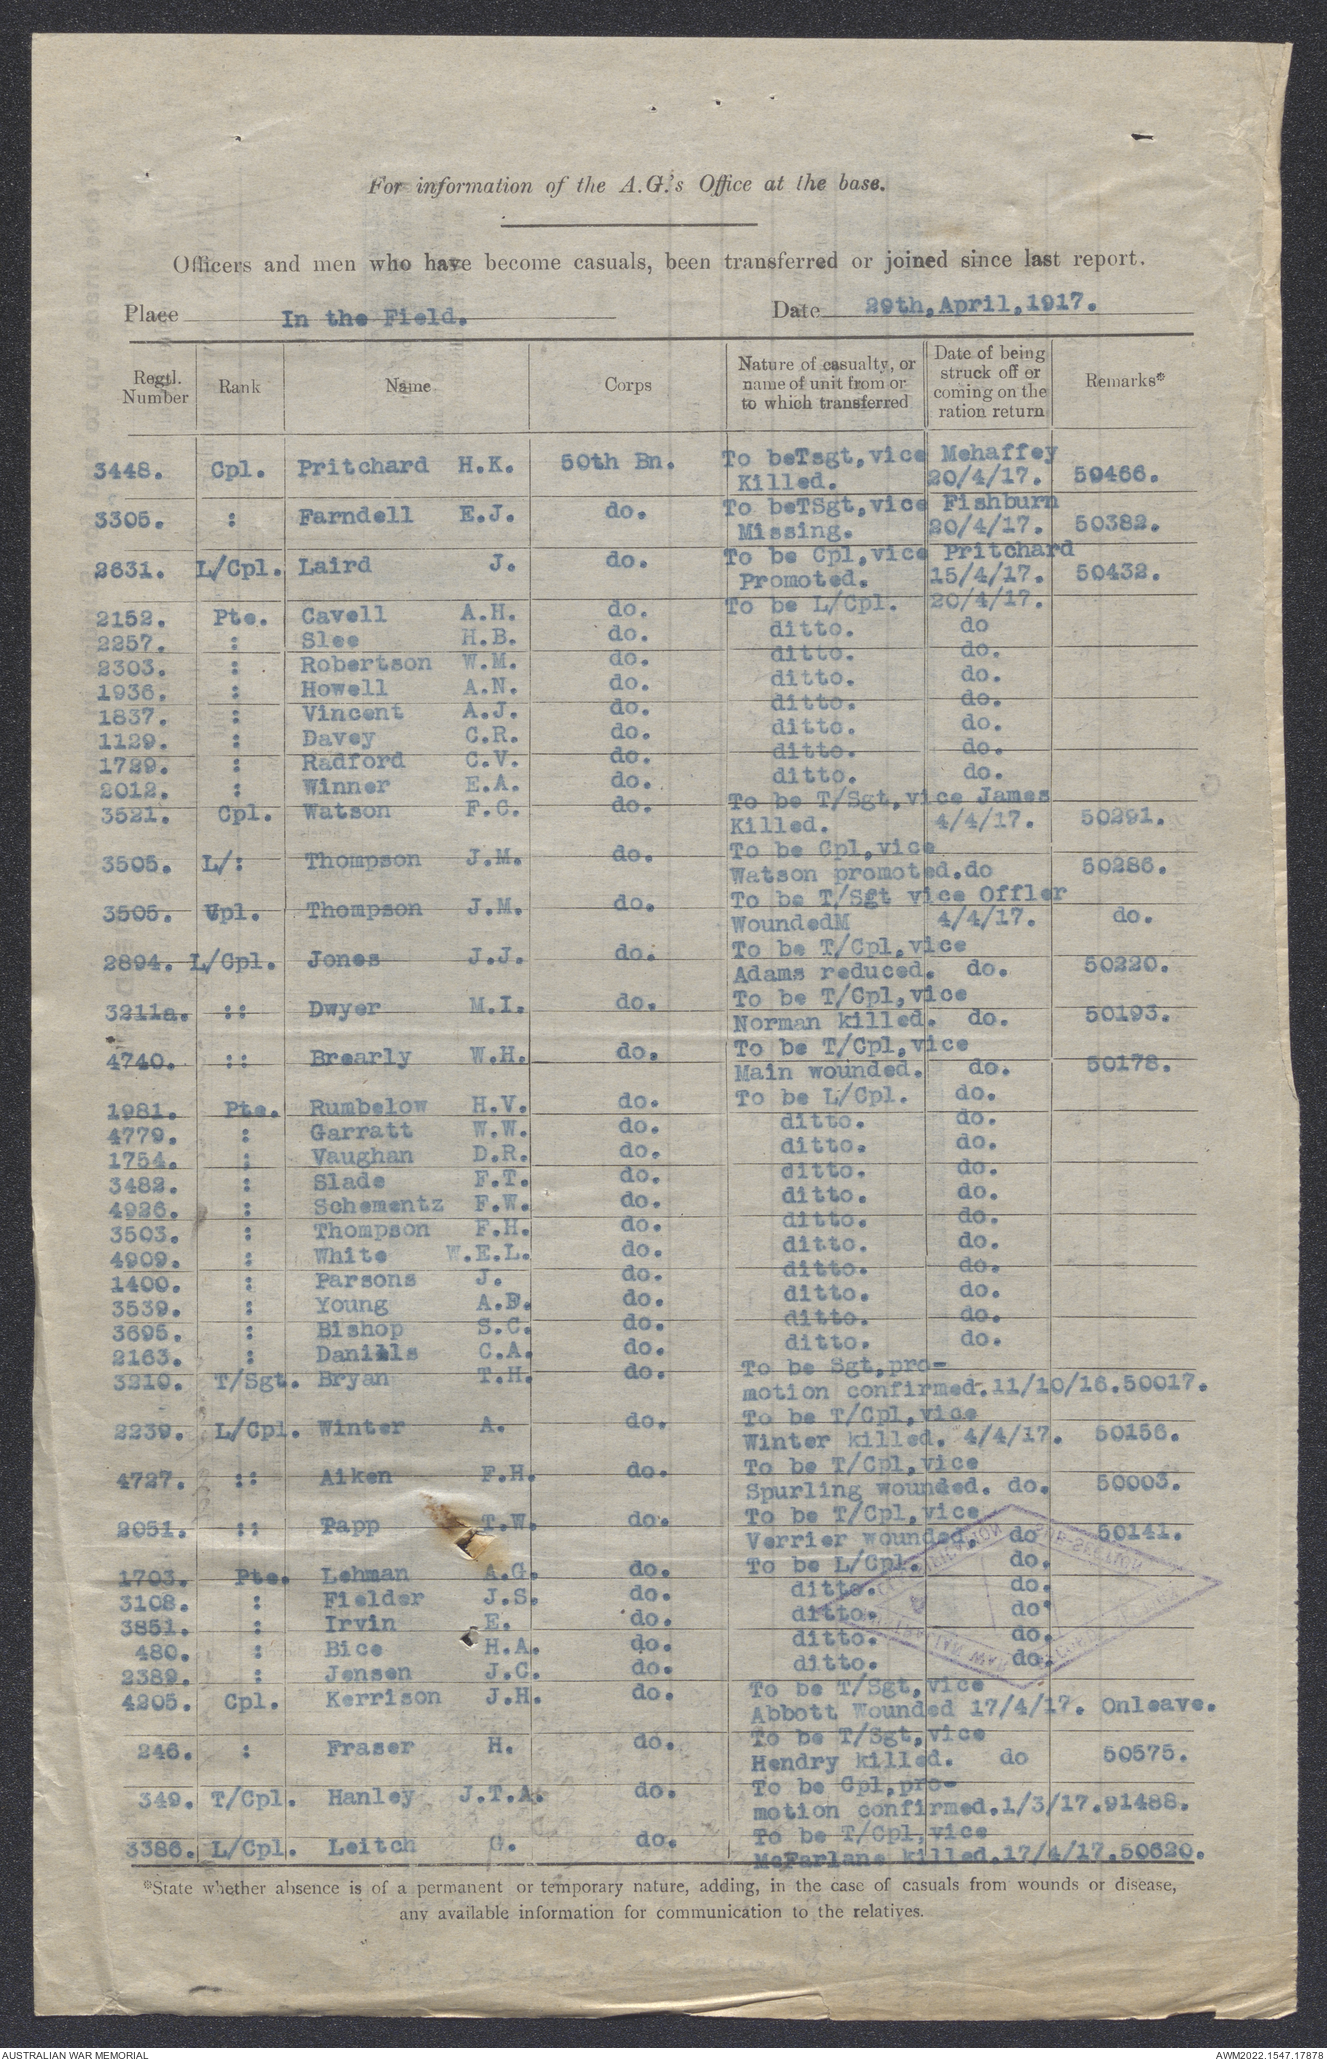 For information of the A.G.'s Office at the base.
Officers and men who have become casuals, been transferred or joined since last report.
Place In the Field. Date 29th,April,1917.
Regtl. Number Rank Name Corps Nature of casualty, or name of unit from or to which transferred Date of being struck off or coming on the ration return Remarks*
3448. Cpl. Pritchard H.K. 50th Bn. To beTsgt,vice Mehaffey
Killed. 20/4/17. 50466.
3305. : Farndell E.J. do. To beTSgt,vice Fishburn
Missing. 20/4/17. 50382.
2631. L/Cpl. Laird J. do. To be Cpl,vice Pritchard
Promoted. 15/4/17. 50432.
2152. Pte. Cavell A.H. do. To be L/Cpl. 20/4/17.
2257. : Slee H.B. do. ditto. do
2303. : Robertson W.M. do. ditto. do.
1936. : Howell A.N. do. ditto. do.
1837. : Vincent A.J. do. ditto. do.
1129. : Davey C.R. do. ditto. do.
1729. : Radford C.V. do. ditto. do.
2012. : Winner E.A. do. ditto. do.
3521. Cpl. Watson F.C. do. To be T/Sgt,vice James
Killed. 4/4/17. 50291.
3505. L/: Thompson J.M. do. To be Cpl,vice
Watson promoted.do 50286.
3505. Cpl. Thompson J.M. do. To be T/Sgt vice Offler
WoundedM 4/4/17. do.
2894. L/Cpl. Jones J.J. do. To be T/Cpl,vice
Adams reduced. do. 50220.
3211a. :: Dwyer M.I. do. To be T/Cpl,vice
Norman killed. do. 50193.
4740. :: Brearly W.H. do. To be T/Cpl,vice
Main wounded. do. 50178.
1981. Pte. Rumbelow H.V. do. To be L/Cpl. do.
4779. : Garratt W.W. do. ditto. do.
1754. : Vaughan D.R. do. ditto. do.
3482. : Slade F.T. do. ditto. do.
4926. : Schementz F.W. do. ditto. do.
3503. : Thompson F.H. do. ditto. do.
4909. : White W.E.L. do. ditto. do.
1400. : Parsons J. do. ditto. do.
3539. : Young A.E. do. ditto. do.
3695. : Bishop S.C. do. ditto. do.
2163. : Danills C.A. do. ditto. do.
3210. T/Sgt. Bryan T.H. do. To be Sgt,pro-
motion confirmed.11/10/16.50017.
2239. L/Cpl. Winter A. do. To be T/Cpl,vice
Winter killed. 4/4/17. 50156.
4727. :: Aiken F.H. do. To be T/Cpl,vice
Spurling wounded. do. 50003.
2051. :: Papp T.W. do. To be T/Cpl,vice
Verrier wounded. do 50141.
1703. Pte. Lehman A.G. do. To be L/Cpl. do.
3108. : Fielder J.S. do. ditto. do.
3851. : Irvin E. do. ditto. do
480. : Bice H.A. do. ditto. do.
2389. : Jensen J.C. do. ditto. do.
4205. Cpl. Kerrison J.H. do. To be T/Sgt,vice
Abbott Wounded 17/4/17. Onleave.
246. : Fraser H. do. To be T/Sgt,vice
Hendry killed. do 50575.
349. T/Cpl. Hanley J.T.A. do. To be Cpl,pro-
motion confirmed.1/3/17.91488.
3386. L/Cpl. Leitch G. do. To be T/Cpl,vice
McFarlane killed.17/4/17.50620.
*State whether absence is of a permanent or temporary nature, adding, in the case of casuals from wounds or disease,
any available information for communication to the relatives.
AUSTRALIAN WAR MEMORIAL AWM2022.1547.17878